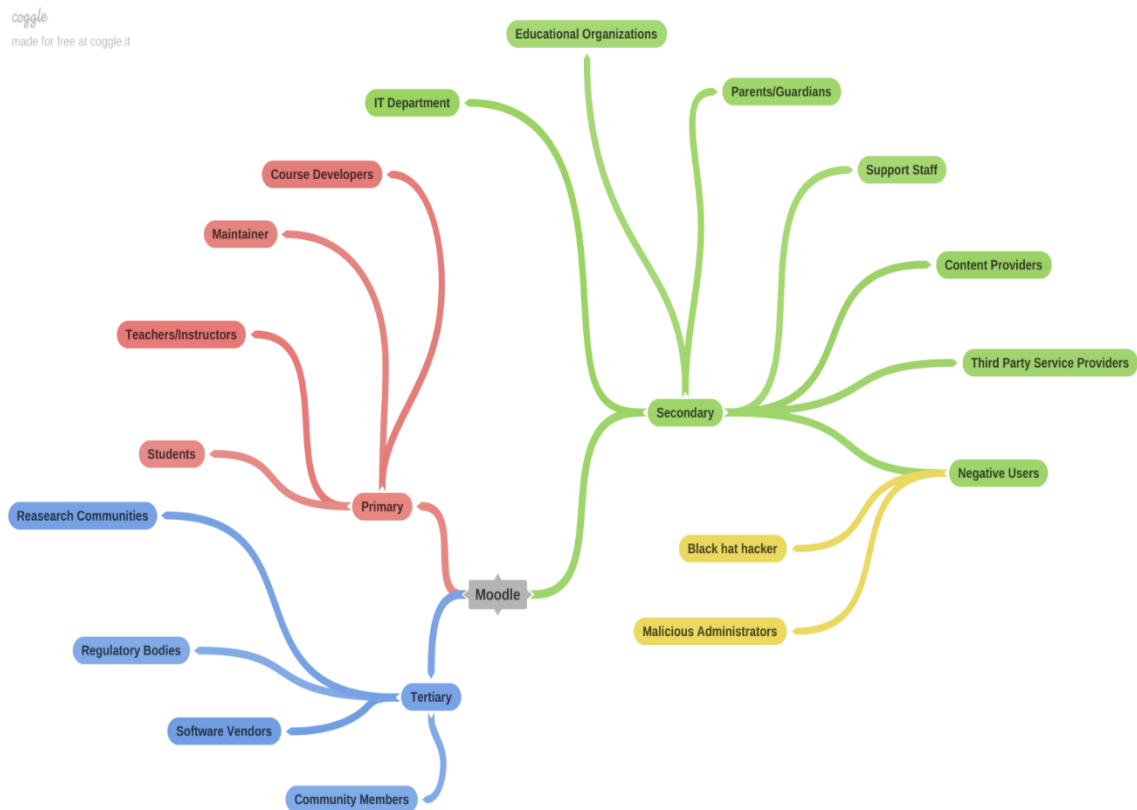 coggle
made for free at coggle.it
Educational Organizations
Parents/Guardians
IT Department
Support Staff
Course Developers
Maintainer
Content Providers
Teachers/Instructors
Third Party Service Providers
Secondary
Students
Negative Users
Primary
Reasearch Communities
Black hat hacker
Moodle
Malicious Administrators
Regulatory Bodies
Tertiary
Software Vendors
Community Members